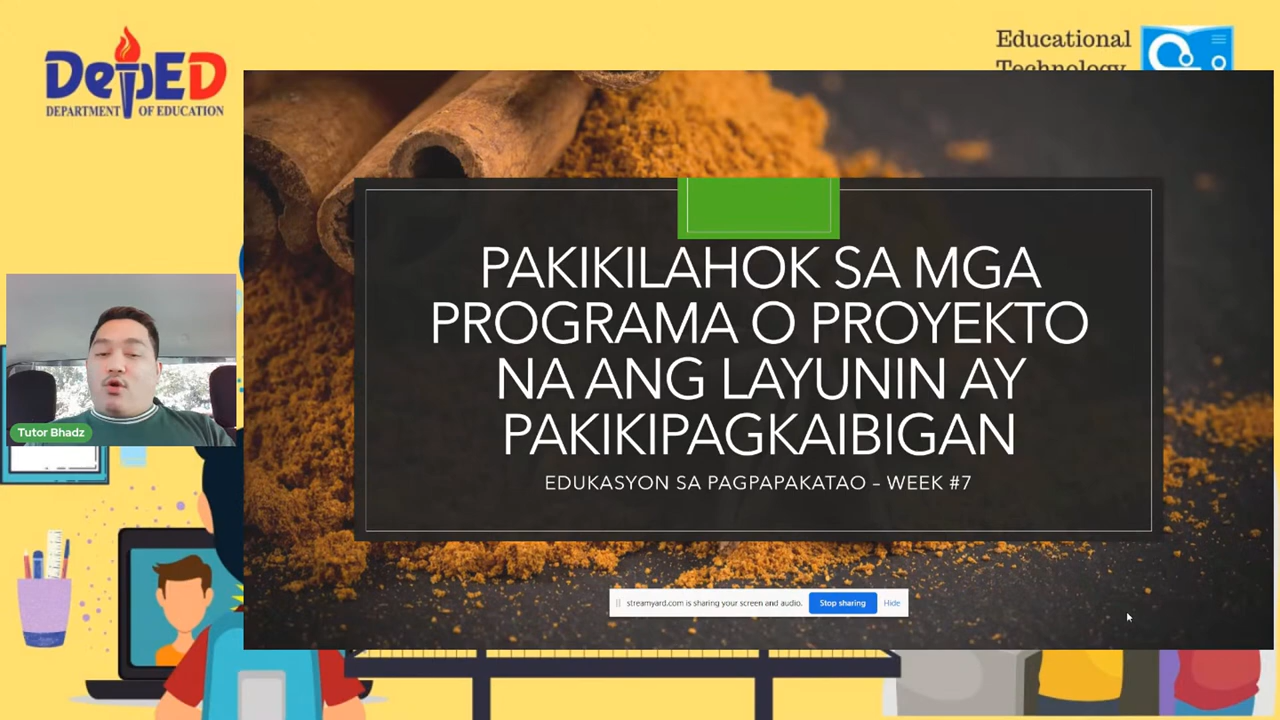 DepED
DEPARTMENT OF EDUCATION
Educational
Technology
PAKIKILAHOK SA MGA
PROGRAMA O PROYEKTO
NA ANG LAYUNIN AY
PAKIKIPAGKAIBIGAN
EDUKASYON SA PAGPAPAKATAO – WEEK #7
Tutor Bhadz
streamyard.com is sharing your screen and audio.
Stop sharing
Hide